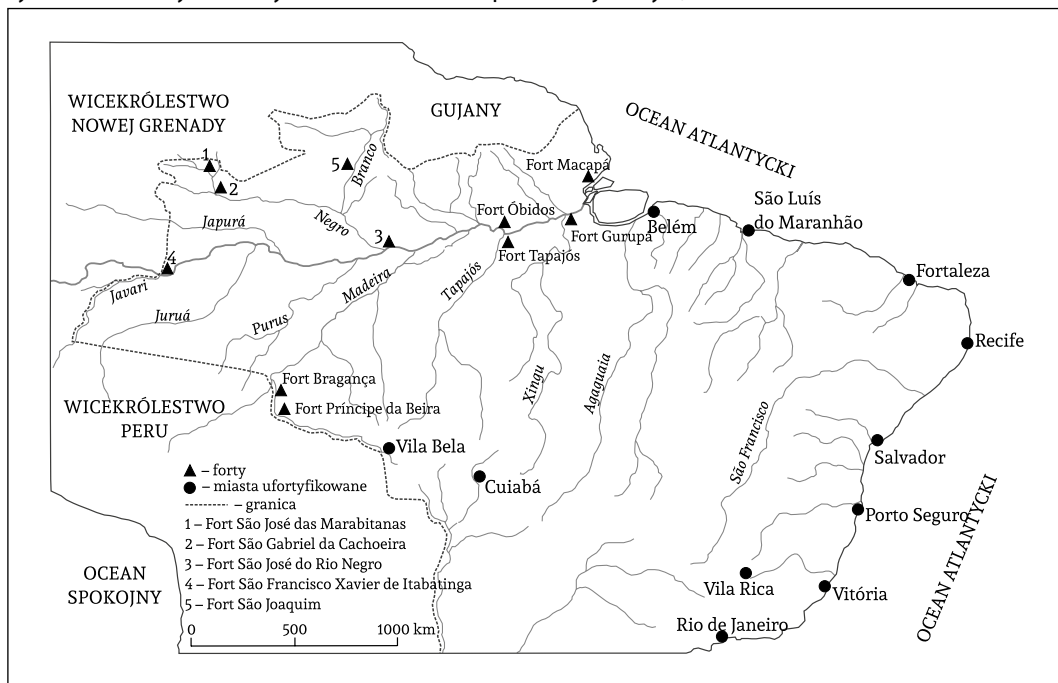 WICEKRÓLESTWO
NOWEJ GRENADY
GUJANY
OCEAN ATLANTYCKI
1
2
5
Branco
Fort Macapá
São Luís
do Maranhão
Japurá
Negro
Fort Óbidos
Fort Gurupá
Belém
3
Fort Tapajós
4
Javari
Madeira
Tapajós
Fortaleza
Juruá
Purus
Recife
Fort Bragança
Xingu
Agaguaia
WICEKRÓLESTWO
PERU
Fort Príncipe da Beira
São Francisco
Vila Bela
Salvador
– forty
– miasta ufortyfikowane
– granica
Cuiabá
1 – Fort São José das Marabitanas
Porto Seguro
2 – Fort São Gabriel da Cachoeira
3 – Fort São José do Rio Negro
4 – Fort São Francisco Xavier de Itabatinga
5 – Fort São Joaquim
OCEAN
SPOKOJNY
OCEAN ATLANTYCKI
Vila Rica
Vitória
Rio de Janeiro
0 500 1000 km